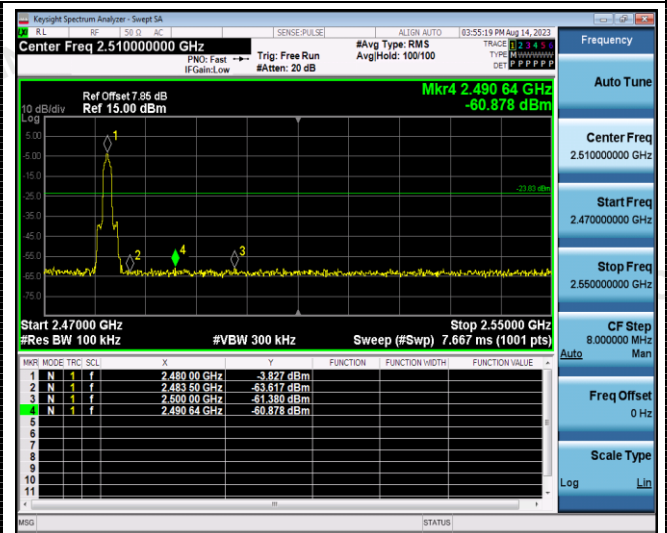 Keysight Spectrum Analyzer - Swept SA
RL RF 50 Ω AC SENSE:PULSE ALIGN AUTO 03:55:19 PM Aug 14, 2023
Center Freq 2.510000000 GHz
PNO: Fast
IFGain:Low
Trig: Free Run
#Atten: 20 dB
#Avg Type: RMS
Avg|Hold: 100/100
TRACE 1 2 3 4 5 6
TYPE M W W W W W
DET P P P P P P
Frequency
Auto Tune
Center Freq
2.510000000 GHz
Start Freq
2.470000000 GHz
Stop Freq
2.550000000 GHz
CF Step
8.000000 MHz
Auto Man
Freq Offset
0 Hz
Scale Type
Log Lin
Mkr4 2.490 64 GHz
-60.878 dBm
Ref Offset 7.85 dB
10 dB/div Ref 15.00 dBm
Log
5.00
-5.00
-15.0
-25.0
-35.0
-45.0
-55.0
-65.0
-75.0
1
2
4
3
-23.83 dBm
Start 2.47000 GHz Stop 2.55000 GHz
#Res BW 100 kHz #VBW 300 kHz Sweep (#Swp) 7.667 ms (1001 pts)
MKR MODE TRC SCL X Y FUNCTION FUNCTION WIDTH FUNCTION VALUE
1 N 1 f 2.480 00 GHz -3.827 dBm
2 N 1 f 2.483 50 GHz -63.617 dBm
3 N 1 f 2.500 00 GHz -61.380 dBm
4 N 1 f 2.490 64 GHz -60.878 dBm
5
6
7
8
9
10
11
MSG STATUS